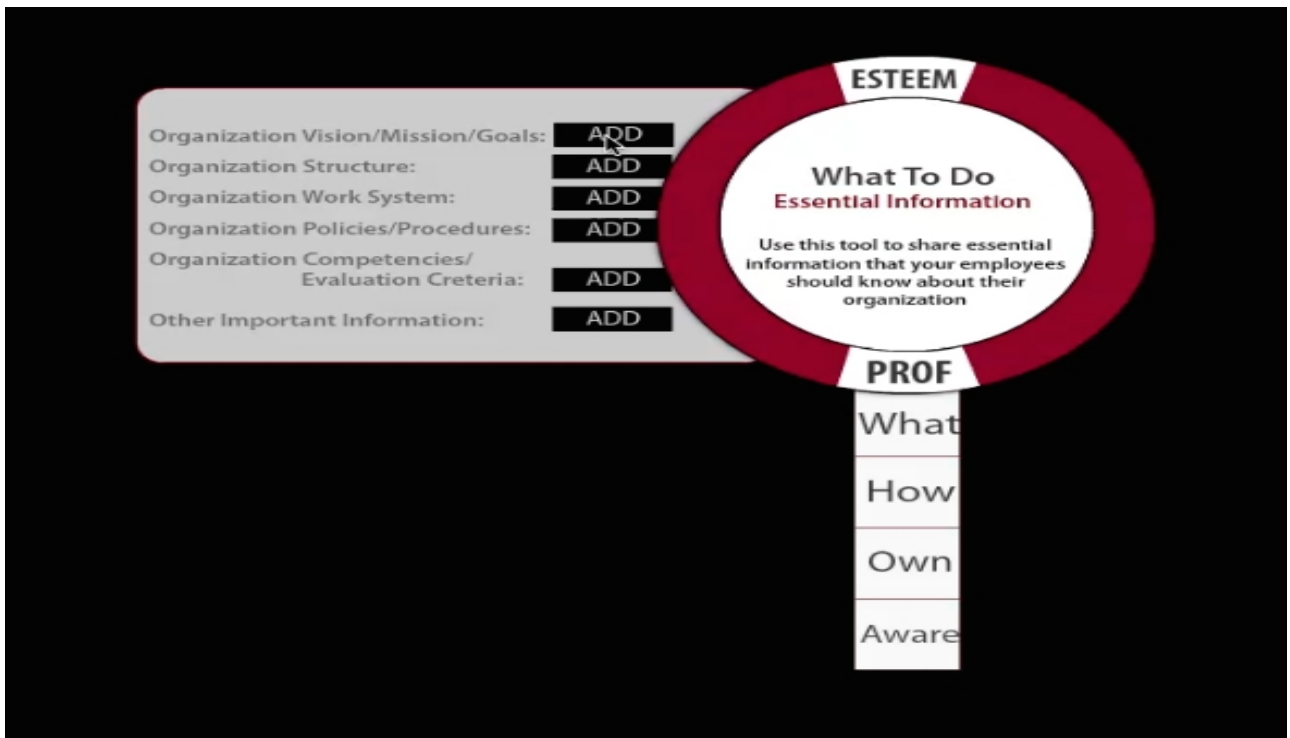 Organization Vision/Mission/Goals: ADD
Organization Structure: ADD
Organization Work System: ADD
Organization Policies/Procedures: ADD
Organization Competencies/
Evaluation Creteria: ADD
Other Important Information: ADD
ESTEEM
What To Do
Essential Information
Use this tool to share essential
information that your employees
should know about their
organization
PROF
What
How
Own
Aware